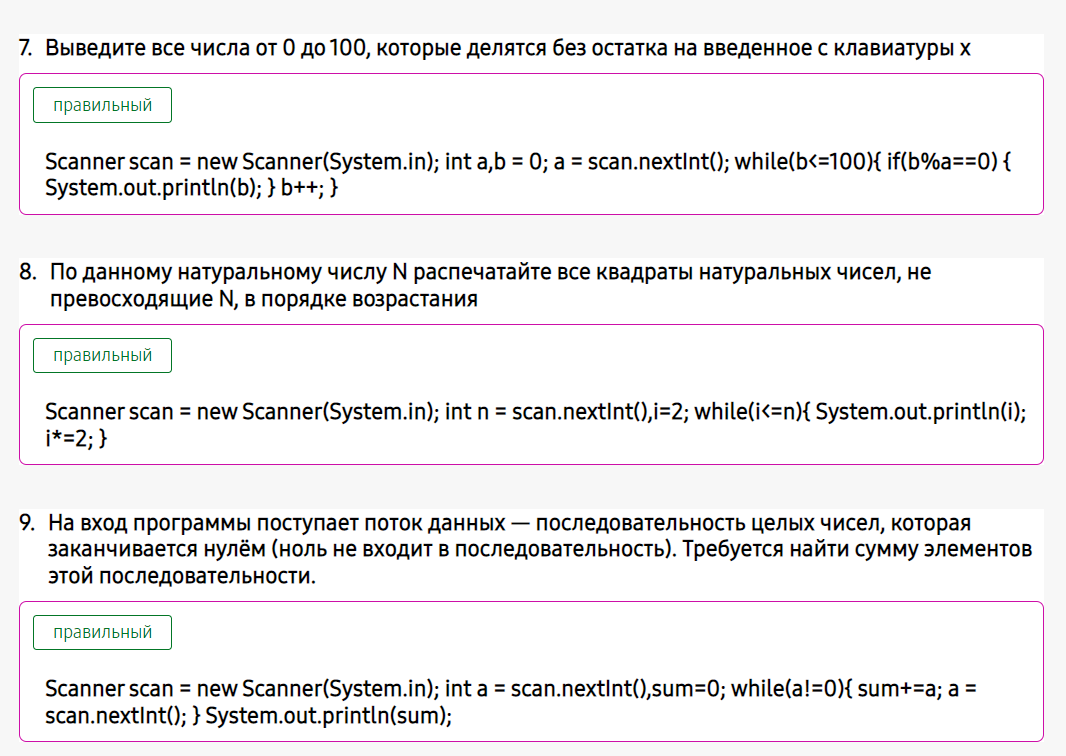 7. Выведите все числа от 0 до 100, которые делятся без остатка на введенное с клавиатуры x
правильный
Scanner scan = new Scanner(System.in); int a,b = 0; a = scan.nextInt(); while(b<=100){ if(b%a==0) {
System.out.println(b); } b++; }
8. По данному натуральному числу N распечатайте все квадраты натуральных чисел, не
превосходящие N, в порядке возрастания
правильный
Scanner scan = new Scanner(System.in); int n = scan.nextInt(),i=2; while(i<=n){ System.out.println(i);
i*=2; }
9. На вход программы поступает поток данных — последовательность целых чисел, которая
заканчивается нулём (ноль не входит в последовательность). Требуется найти сумму элементов
этой последовательности.
правильный
Scanner scan = new Scanner(System.in); int a = scan.nextInt(),sum=0; while(a!=0){ sum+=a; a =
scan.nextInt(); } System.out.println(sum);